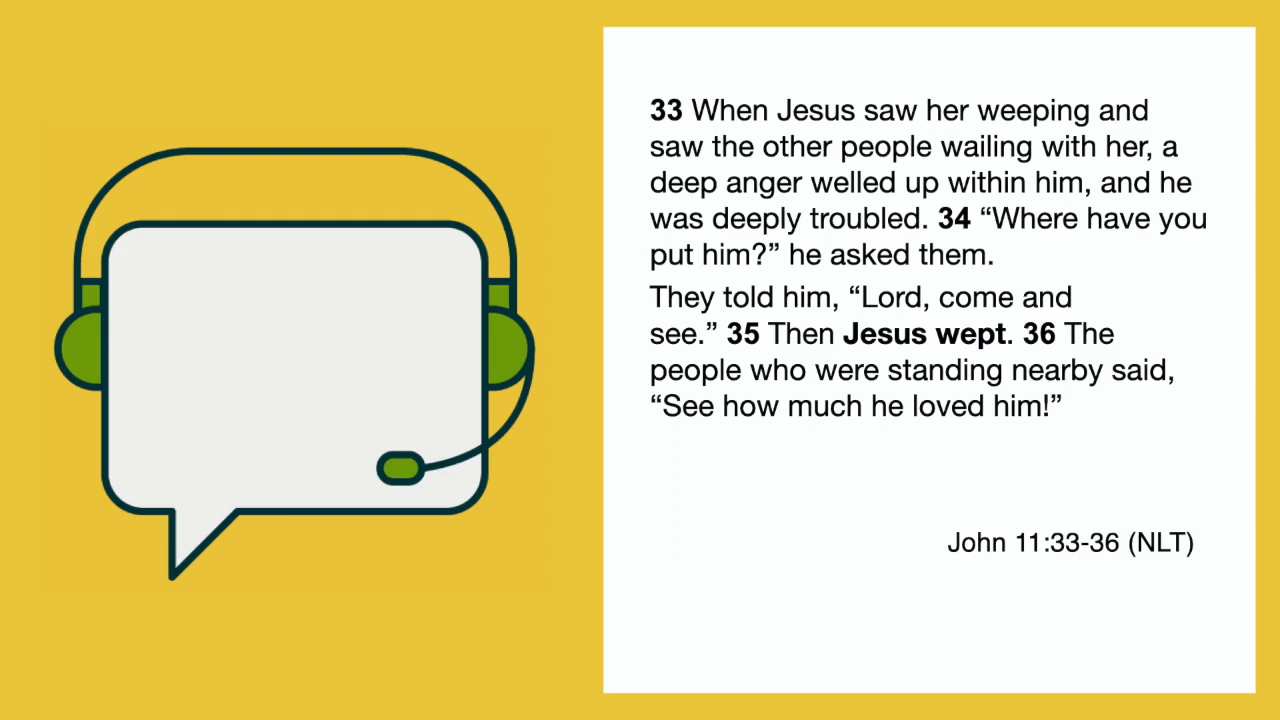 33 When Jesus saw her weeping and
saw the other people wailing with her, a
deep anger welled up within him, and he
was deeply troubled. 34 “Where have you
put him?” he asked them.
They told him, “Lord, come and
see.” 35 Then Jesus wept. 36 The
people who were standing nearby said,
“See how much he loved him!”
John 11:33-36 (NLT)